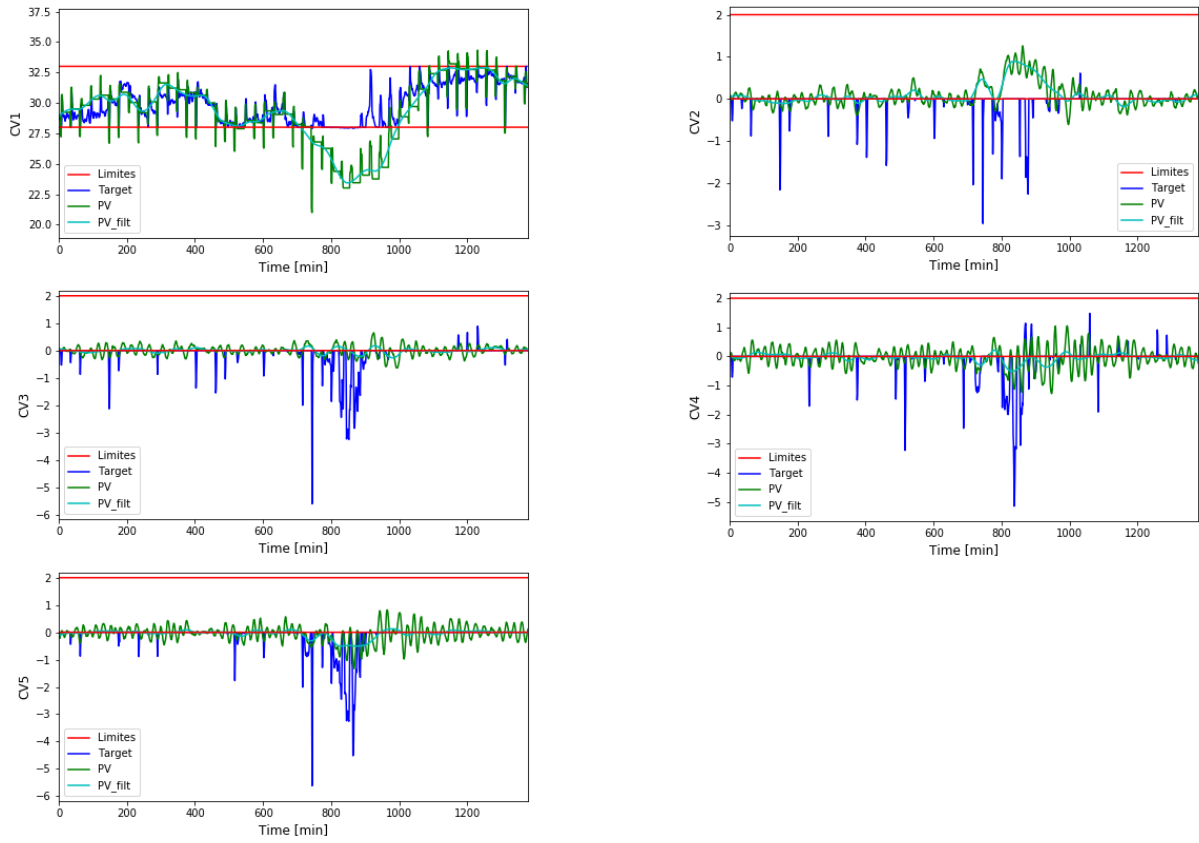 37.5
35.0
32.5
30.0
27.5
25.0
22.5
20.0
CV1
Limites
Target
PV
PV_filt
0 200 400 600 800 1000 1200
Time [min]
2
1
0
−1
−2
−3
CV2
Limites
Target
PV
PV_filt
0 200 400 600 800 1000 1200
Time [min]
2
1
0
−1
−2
−3
−4
−5
−6
CV3
Limites
Target
PV
PV_filt
0 200 400 600 800 1000 1200
Time [min]
2
1
0
−1
−2
−3
−4
−5
CV4
Limites
Target
PV
PV_filt
0 200 400 600 800 1000 1200
Time [min]
2
1
0
−1
−2
−3
−4
−5
−6
CV5
Limites
Target
PV
PV_filt
0 200 400 600 800 1000 1200
Time [min]